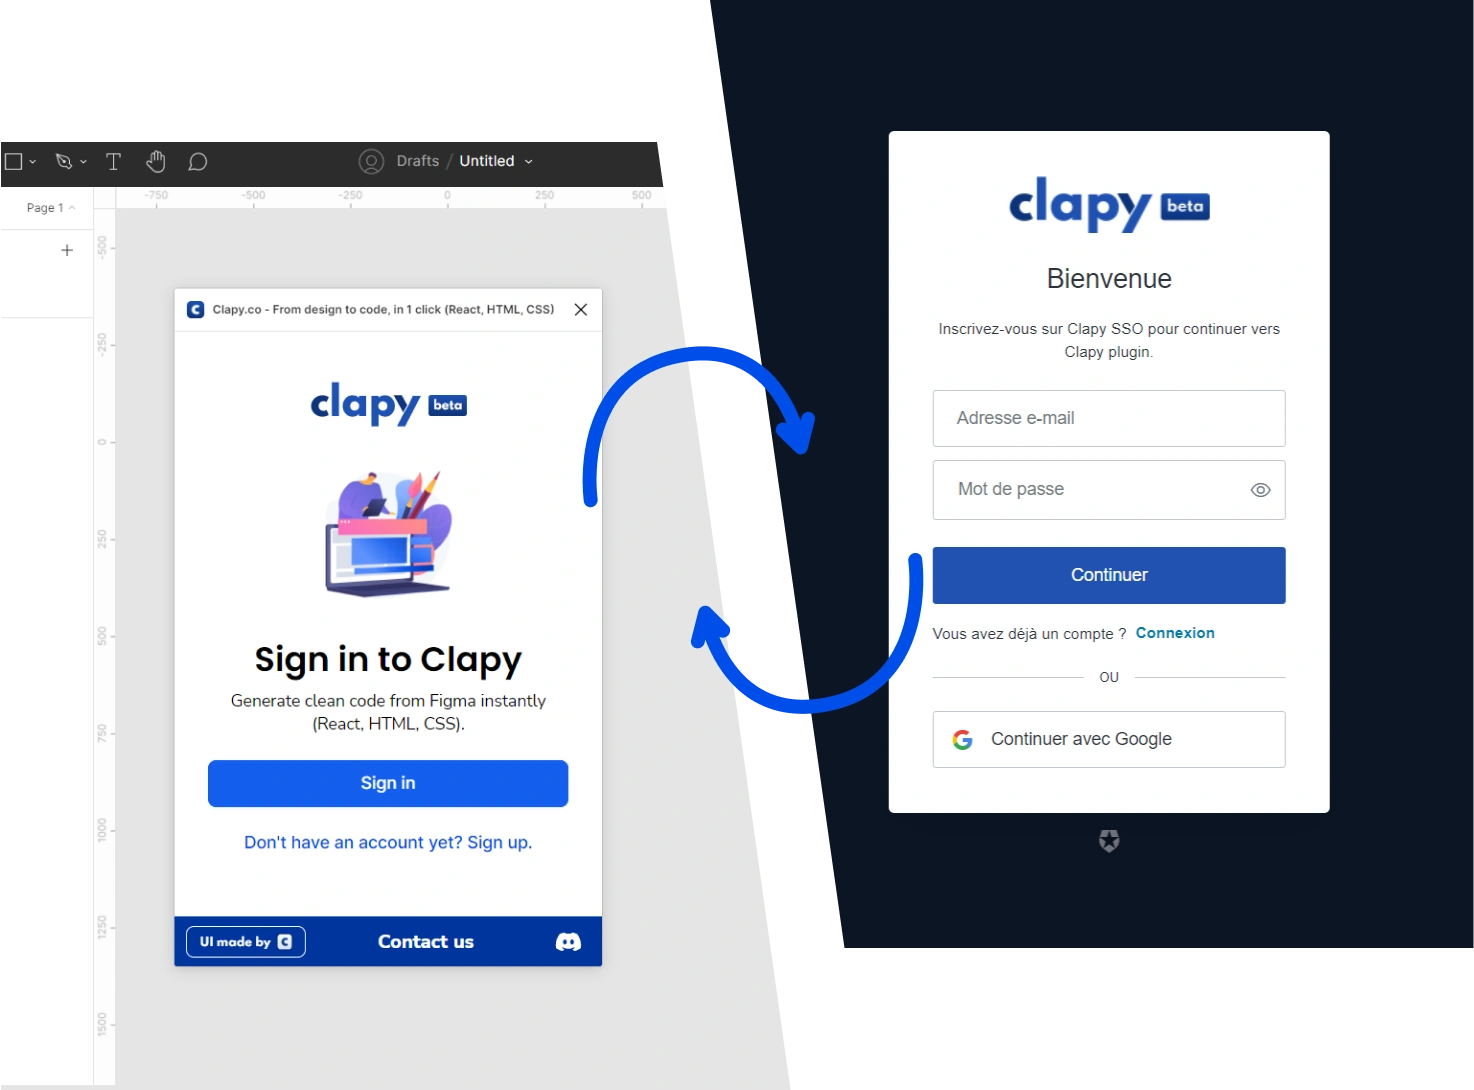 Drafts / Untitled
-750 -500 -250 0 250 500
Page 1
+
-500
-250
0
250
500
750
1000
1250
1500
C Clapy.co - From design to code, in 1 click (React, HTML, CSS)
clapy beta
Sign in to Clapy
Generate clean code from Figma instantly
(React, HTML, CSS).
Sign in
Don't have an account yet? Sign up.
UI made by C
Contact us
clapy beta
Bienvenue
Inscrivez-vous sur Clapy SSO pour continuer vers
Clapy plugin.
Adresse e-mail
Mot de passe
Continuer
Vous avez déjà un compte ? Connexion
OU
Continuer avec Google